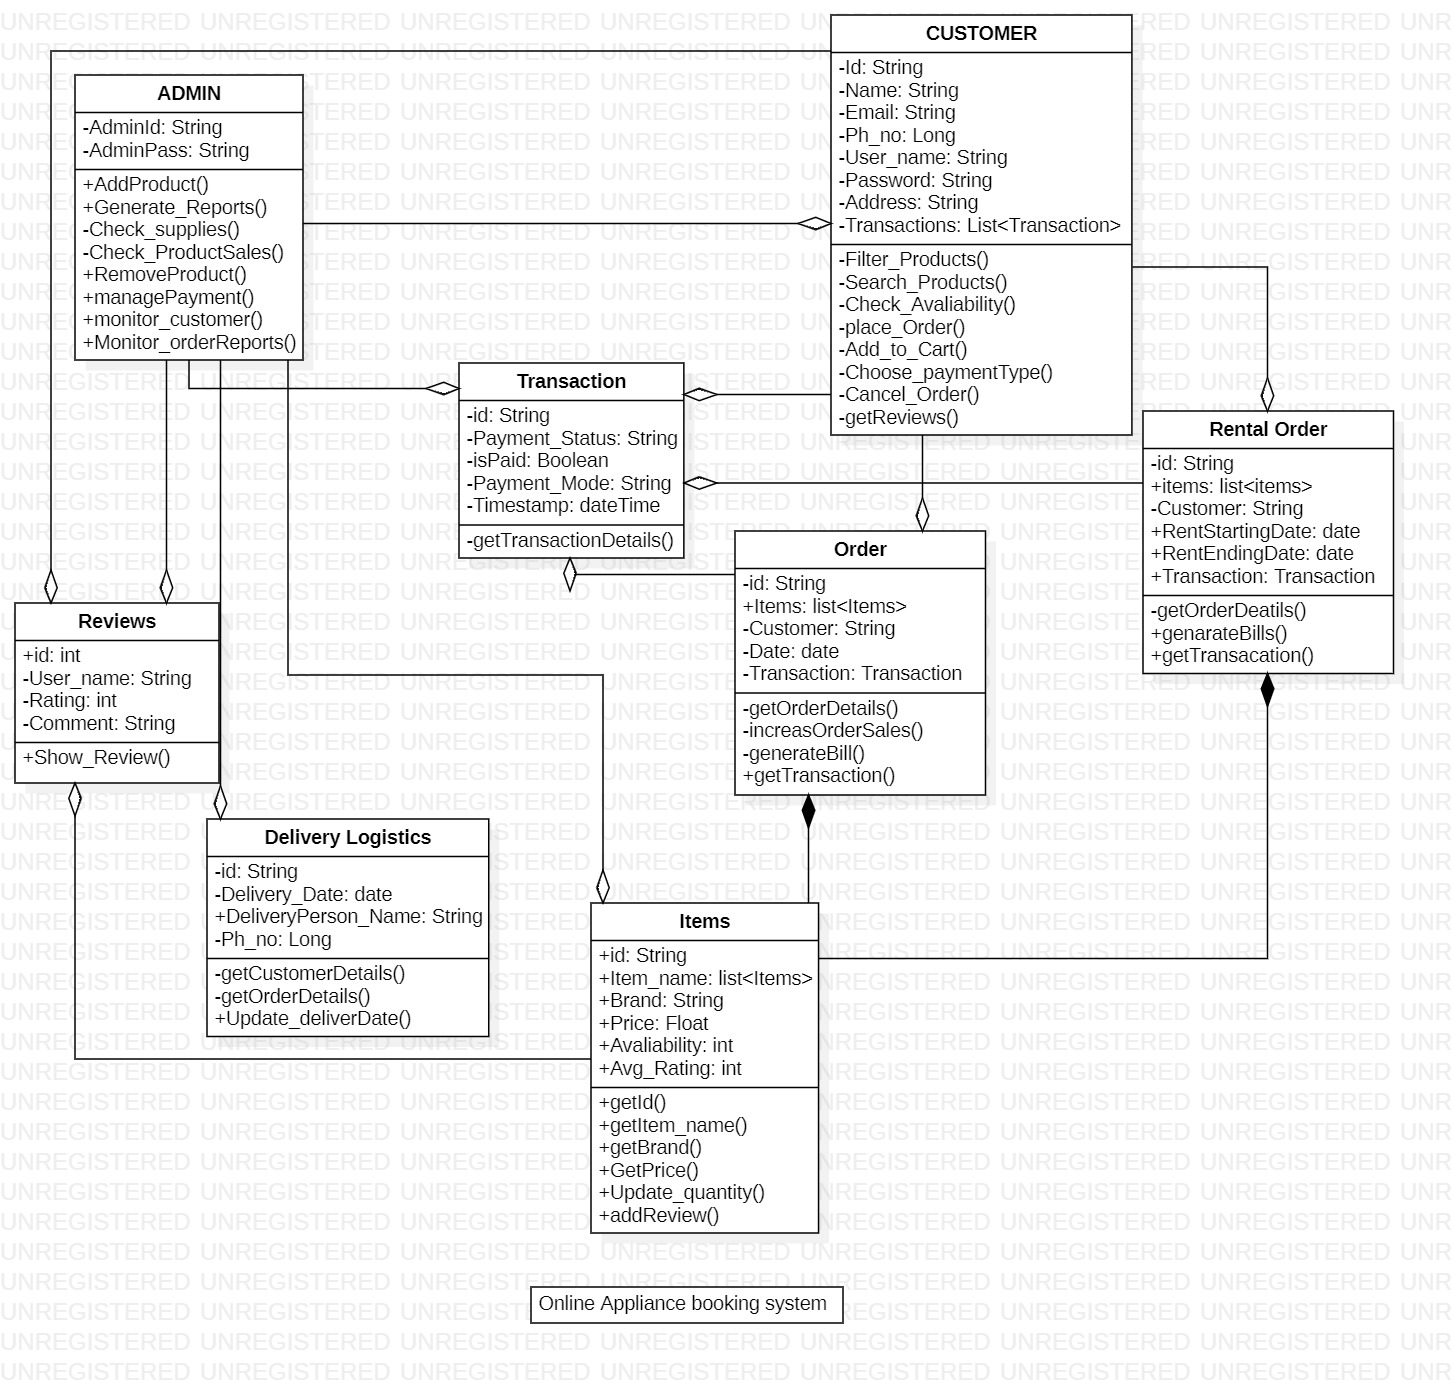 CUSTOMER
-Id: String
-Name: String
-Email: String
-Ph_no: Long
-User_name: String
-Password: String
-Address: String
-Transactions: List<Transaction>
-Filter_Products()
-Search_Products()
-Check_Avaliability()
-place_Order()
-Add_to_Cart()
-Choose_paymentType()
-Cancel_Order()
-getReviews()
ADMIN
-AdminId: String
-AdminPass: String
+AddProduct()
+Generate_Reports()
-Check_supplies()
-Check_ProductSales()
+RemoveProduct()
+managePayment()
+monitor_customer()
+Monitor_orderReports()
Transaction
-id: String
-Payment_Status: String
-isPaid: Boolean
-Payment_Mode: String
-Timestamp: dateTime
-getTransactionDetails()
Rental Order
-id: String
+items: list<items>
-Customer: String
+RentStartingDate: date
+RentEndingDate: date
+Transaction: Transaction
-getOrderDeatils()
+genarateBills()
+getTransacation()
Order
-id: String
+Items: list<Items>
-Customer: String
-Date: date
-Transaction: Transaction
-getOrderDetails()
-increasOrderSales()
-generateBill()
+getTransaction()
Reviews
+id: int
-User_name: String
-Rating: int
-Comment: String
+Show_Review()
Delivery Logistics
-id: String
-Delivery_Date: date
+DeliveryPerson_Name: String
-Ph_no: Long
-getCustomerDetails()
-getOrderDetails()
+Update_deliverDate()
Items
+id: String
+Item_name: list<Items>
+Brand: String
+Price: Float
+Avaliability: int
+Avg_Rating: int
+getId()
+getItem_name()
+getBrand()
+GetPrice()
+Update_quantity()
+addReview()
Online Appliance booking system
UNREGISTERED